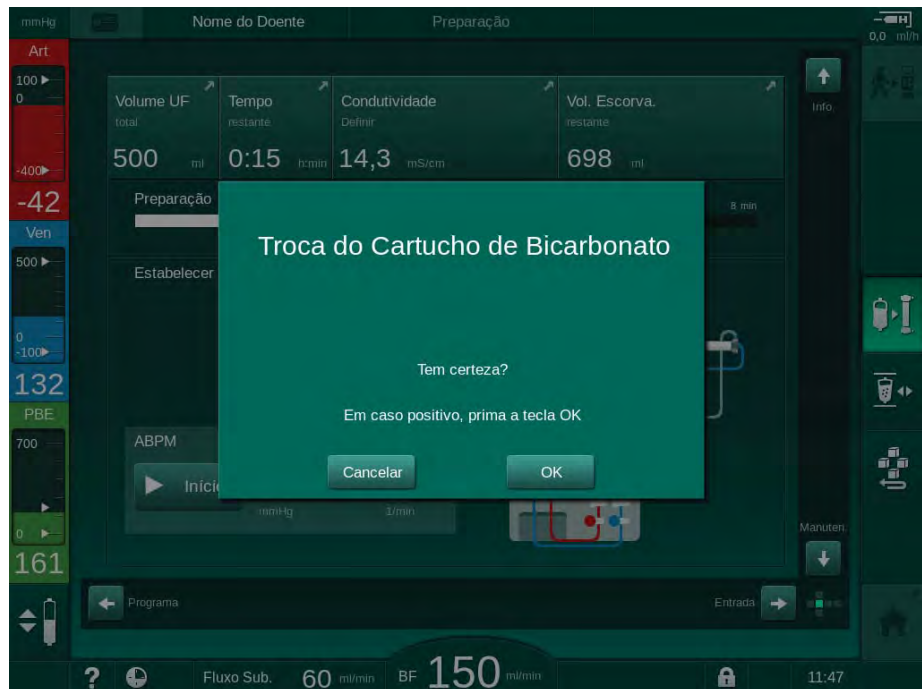 mmHg
Nome do Doente
Preparação
0,0 ml/h
Art
100
0
-400
-42
Ven
500
0
-100
132
PBE
700
0
161
Volume UF
total
500 ml
Tempo
restante
0:15 h:min
Condutividade
Definir
14,3 mS/cm
Vol. Escorva.
restante
698 ml
Info.
Preparação
8 min
Estabelecer
Troca do Cartucho de Bicarbonato
Tem certeza?
Em caso positivo, prima a tecla OK
Cancelar
OK
ABPM
Iníci
mmHg
1/min
Manuten.
Programa
Entrada
? Fluxo Sub. 60 ml/min BF 150 ml/min 11:47